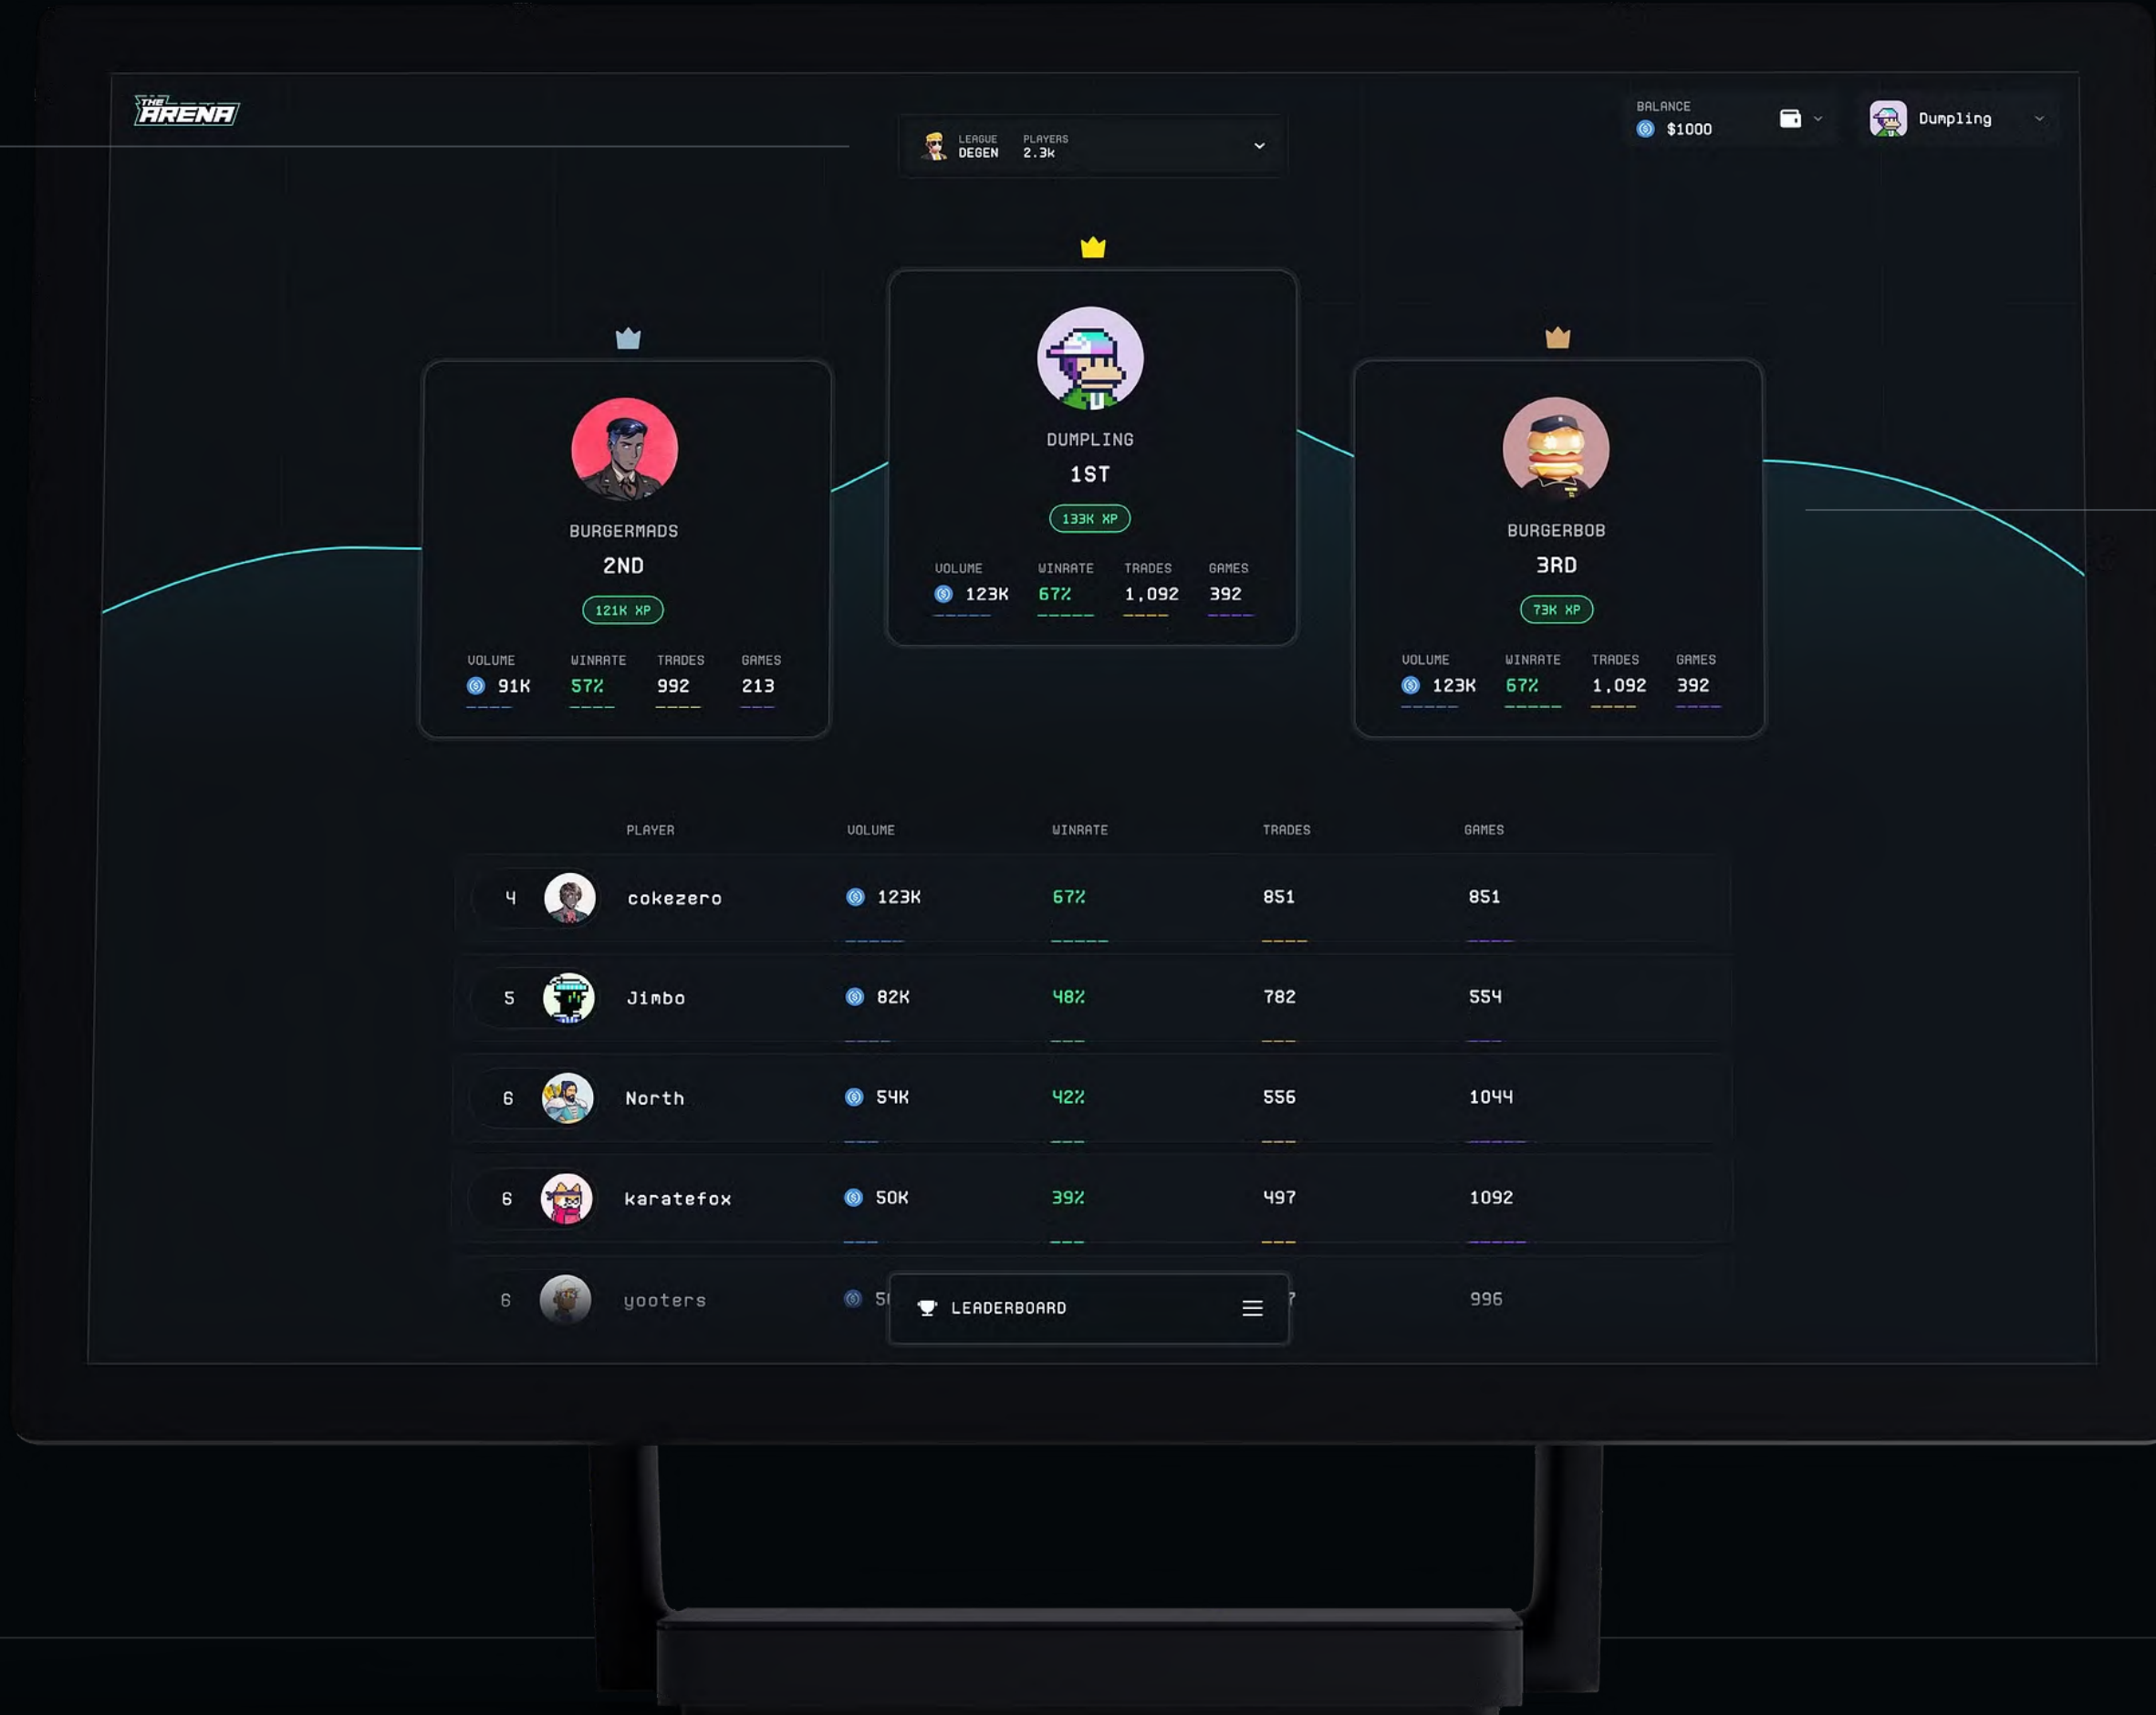 THE
ARENA
LEAGUE PLAYERS
DEGEN 2.3k
BALANCE
$1000
Dumpling
DUMPLING
1ST
133K XP
VOLUME WINRATE TRADES GAMES
123K 67% 1,092 392
BURGERMADS
2ND
121K XP
VOLUME WINRATE TRADES GAMES
91K 57% 992 213
BURGERBOB
3RD
73K XP
VOLUME WINRATE TRADES GAMES
123K 67% 1,092 392
PLAYER VOLUME WINRATE TRADES GAMES
4 cokezero 123K 67% 851 851
5 Jimbo 82K 48% 782 554
6 North 54K 42% 556 1044
6 karatefox 50K 39% 497 1092
6 yooters 996
LEADERBOARD